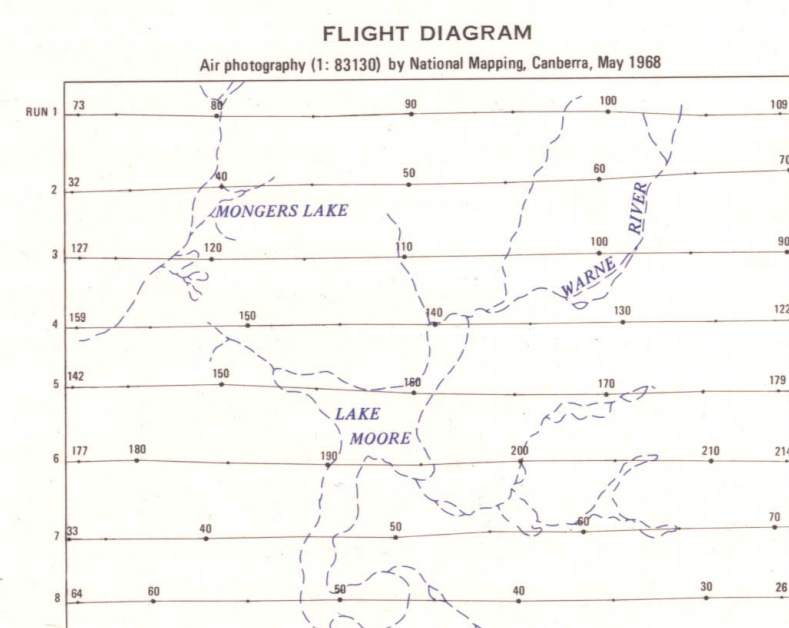 FLIGHT DIAGRAM
Air photography (1: 83130) by National Mapping, Canberra, May 1968
RUN 1 73 80 90 100 109
2 32 40 50 60 70
MONGERS LAKE
RIVER
3 127 120 110 100 90
WARNE
4 159 150 140 130 122
5 142 150 160 170 179
LAKE
MOORE
6 177 180 190 200 210 214
7 33 40 50 60 70
8 64 60 50 40 30 26